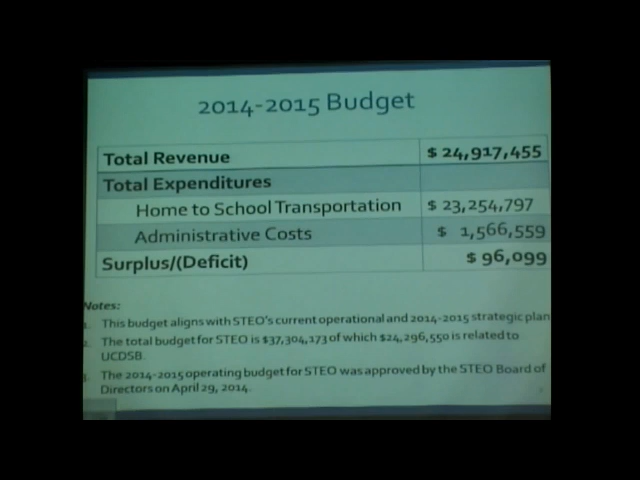 2014-2015 Budget
Total Revenue $ 24,917,455
Total Expenditures
Home to School Transportation $ 23,254,797
Administrative Costs $ 1,566,559
Surplus/(Deficit) $ 96,099
Notes:
1. This budget aligns with STEO's current operational and 2014-2015 strategic plan
2. The total budget for STEO is $37,304,173 of which $24,296,550 is related to
UCDSB.
3. The 2014-2015 operating budget for STEO was approved by the STEO Board of
Directors on April 29, 2014.